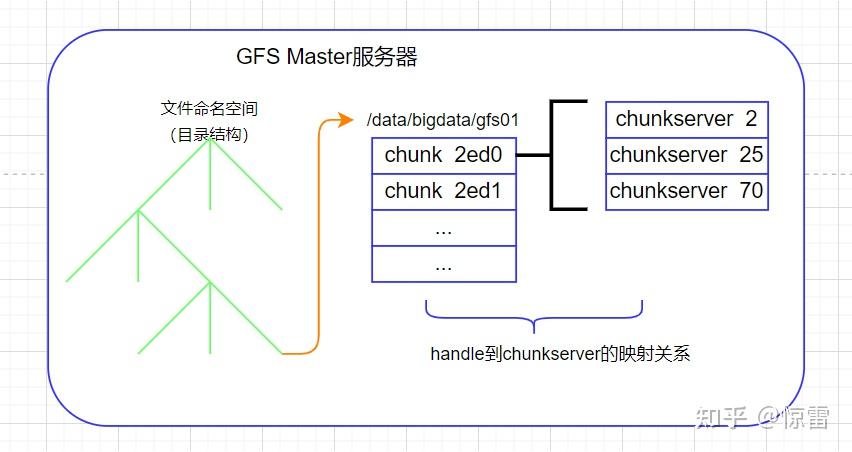 GFS Master服务器
文件命名空间
（目录结构）
/data/bigdata/gfs01
chunk 2ed0
chunk 2ed1
...
...
chunkserver 2
chunkserver 25
chunkserver 70
handle到chunkserver的映射关系
知乎 @惊雷